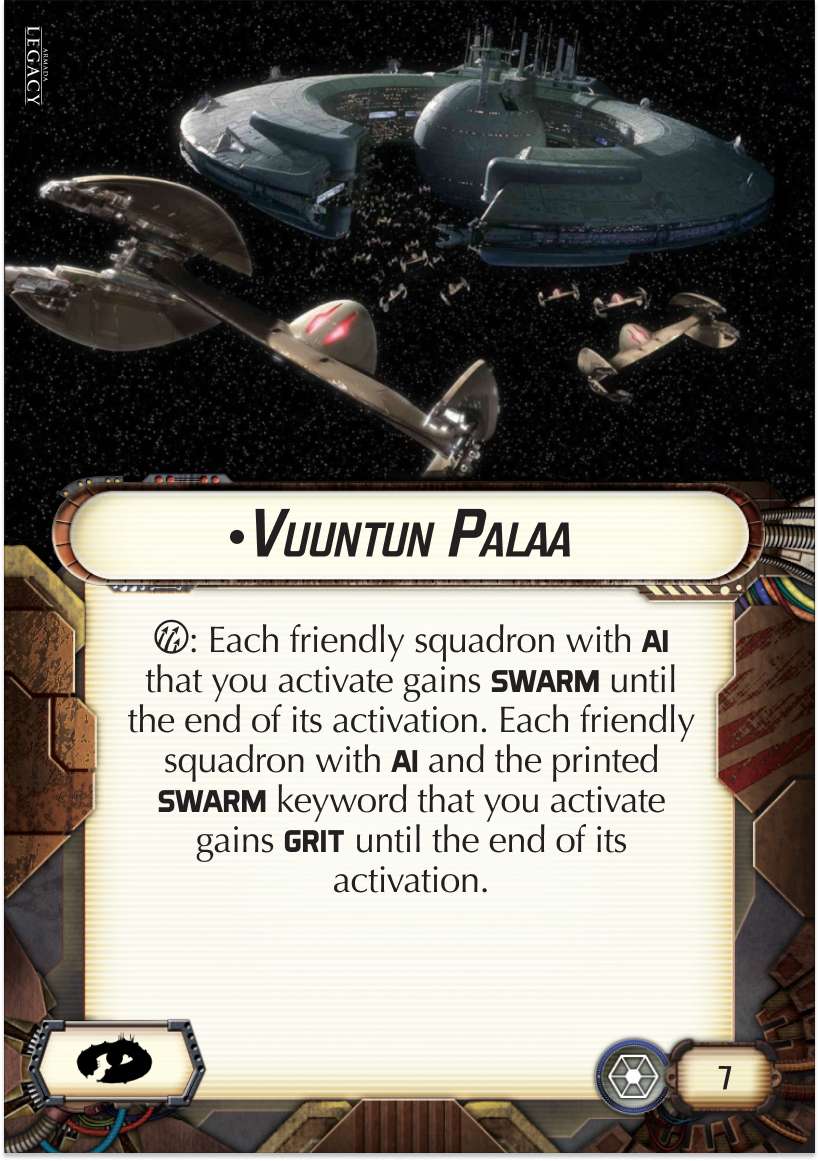 ARMADA
LEGACY
•VUUNTUN PALAA
: Each friendly squadron with AI
that you activate gains SWARM until
the end of its activation. Each friendly
squadron with AI and the printed
SWARM keyword that you activate
gains GRIT until the end of its
activation.
7